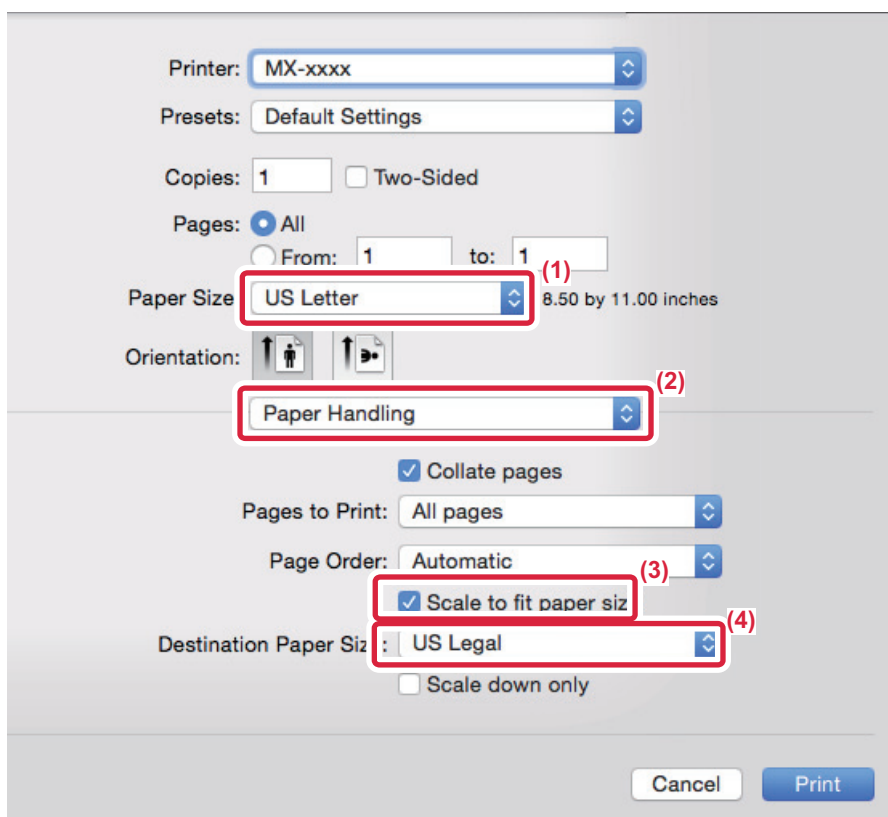 Printer: MX-xxxx
Presets: Default Settings
Copies: 1 Two-Sided
Pages: All
From: 1 to: 1
(1)
Paper Size US Letter 8.50 by 11.00 inches
Orientation:
(2)
Paper Handling
Collate pages
Pages to Print: All pages
Page Order: Automatic
(3)
Scale to fit paper siz
(4)
Destination Paper Siz : US Legal
Scale down only
Cancel Print